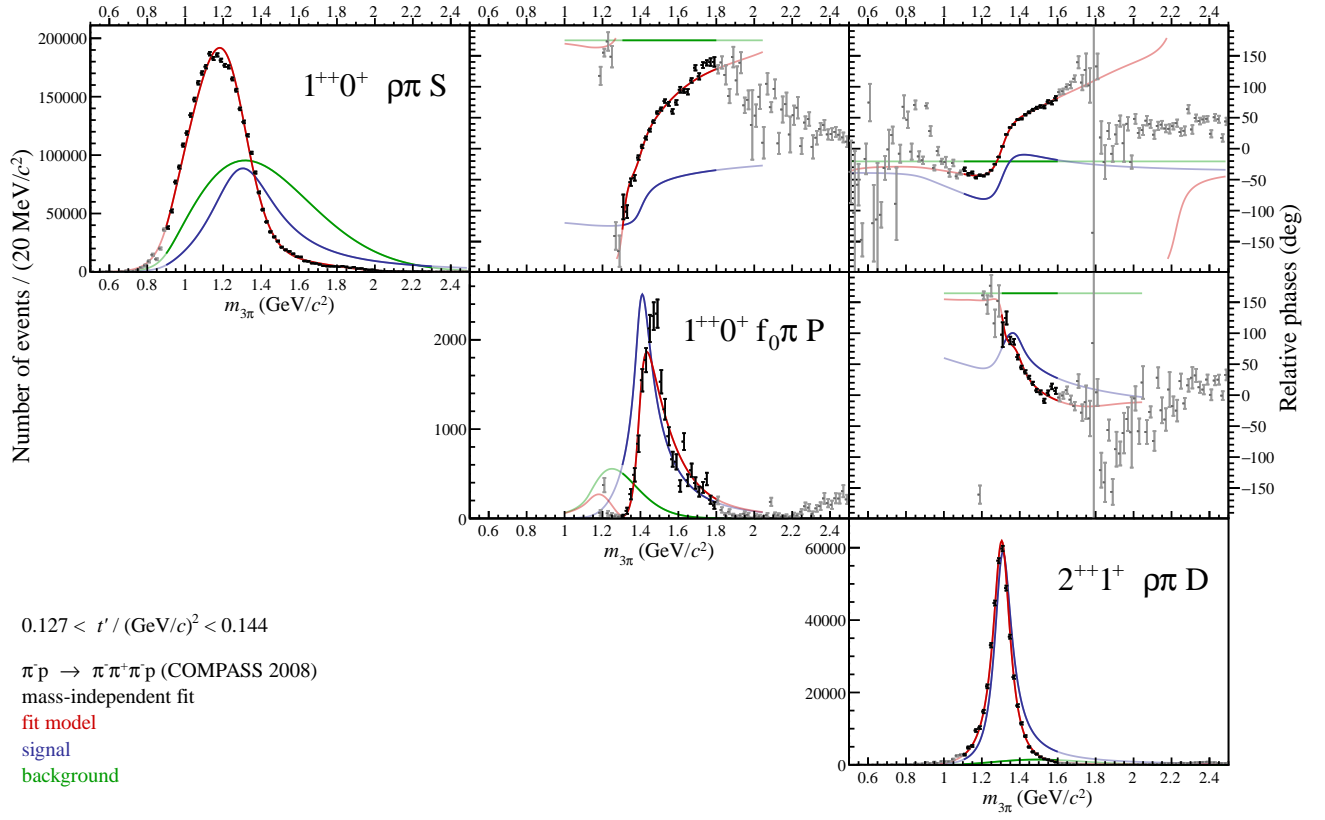 0.6 0.8 1 1.2 1.4 1.6 1.8 2 2.2 2.4
0.6 0.8 1 1.2 1.4 1.6 1.8 2 2.2 2.4
0.6 0.8 1 1.2 1.4 1.6 1.8 2 2.2 2.4
Number of events / (20 MeV/c²)
200000
150000
100000
50000
0
1⁺⁺0⁺ ρπ S
0.6 0.8 1 1.2 1.4 1.6 1.8 2 2.2 2.4
m₃π (GeV/c²)
150
100
50
0
−50
−100
−150
Relative phases (deg)
2000
1000
0
1⁺⁺0⁺ f₀π P
0.6 0.8 1 1.2 1.4 1.6 1.8 2 2.2 2.4
m₃π (GeV/c²)
150
100
50
0
−50
−100
−150
60000
40000
20000
0
2⁺⁺1⁺ ρπ D
0.6 0.8 1 1.2 1.4 1.6 1.8 2 2.2 2.4
m₃π (GeV/c²)
0.127 < t' / (GeV/c)² < 0.144
π⁻p → π⁻π⁺π⁻p (COMPASS 2008)
mass-independent fit
fit model
signal
background